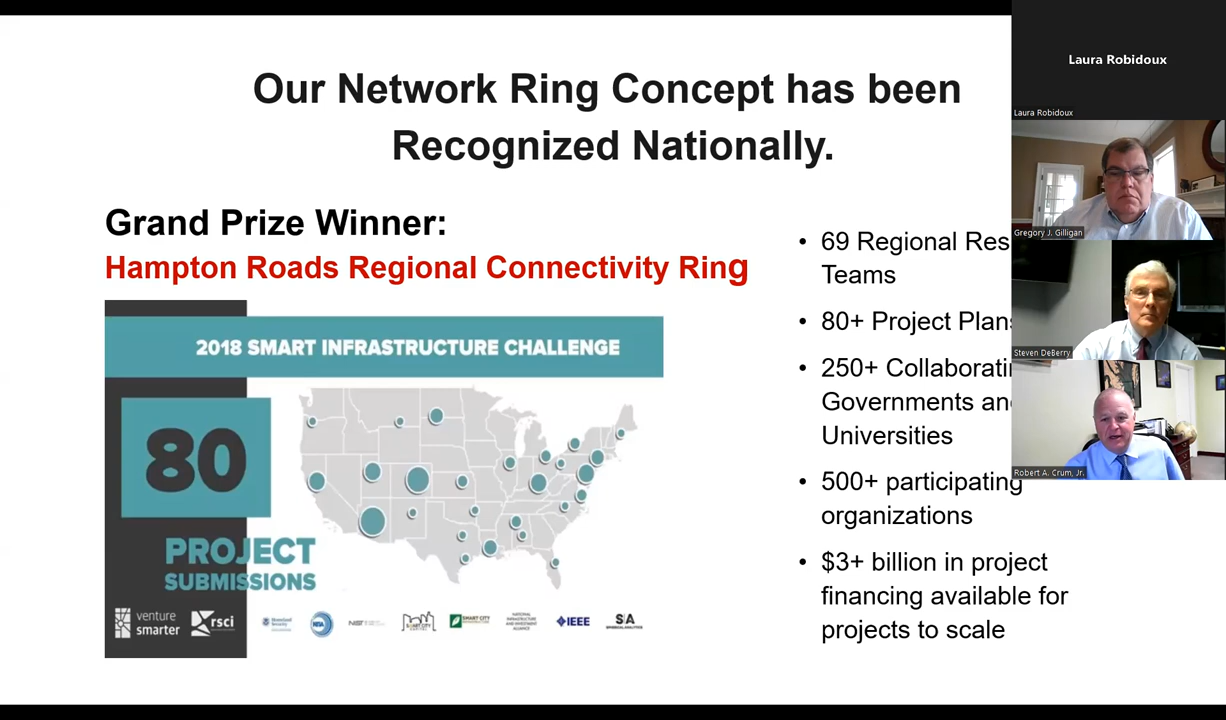 Our Network Ring Concept has been
Recognized Nationally.
Grand Prize Winner:
Hampton Roads Regional Connectivity Ring
2018 SMART INFRASTRUCTURE CHALLENGE
80
PROJECT
SUBMISSIONS
venture
smarter
rsci
IEEE
69 Regional Res
Teams
80+ Project Plans
250+ Collaborati
Governments an
Universities
500+ participating
organizations
$3+ billion in project
financing available for
projects to scale
Laura Robidoux
Laura Robidoux
Gregory J. Gilligan
Steven DeBerry
Robert A. Crum, Jr.